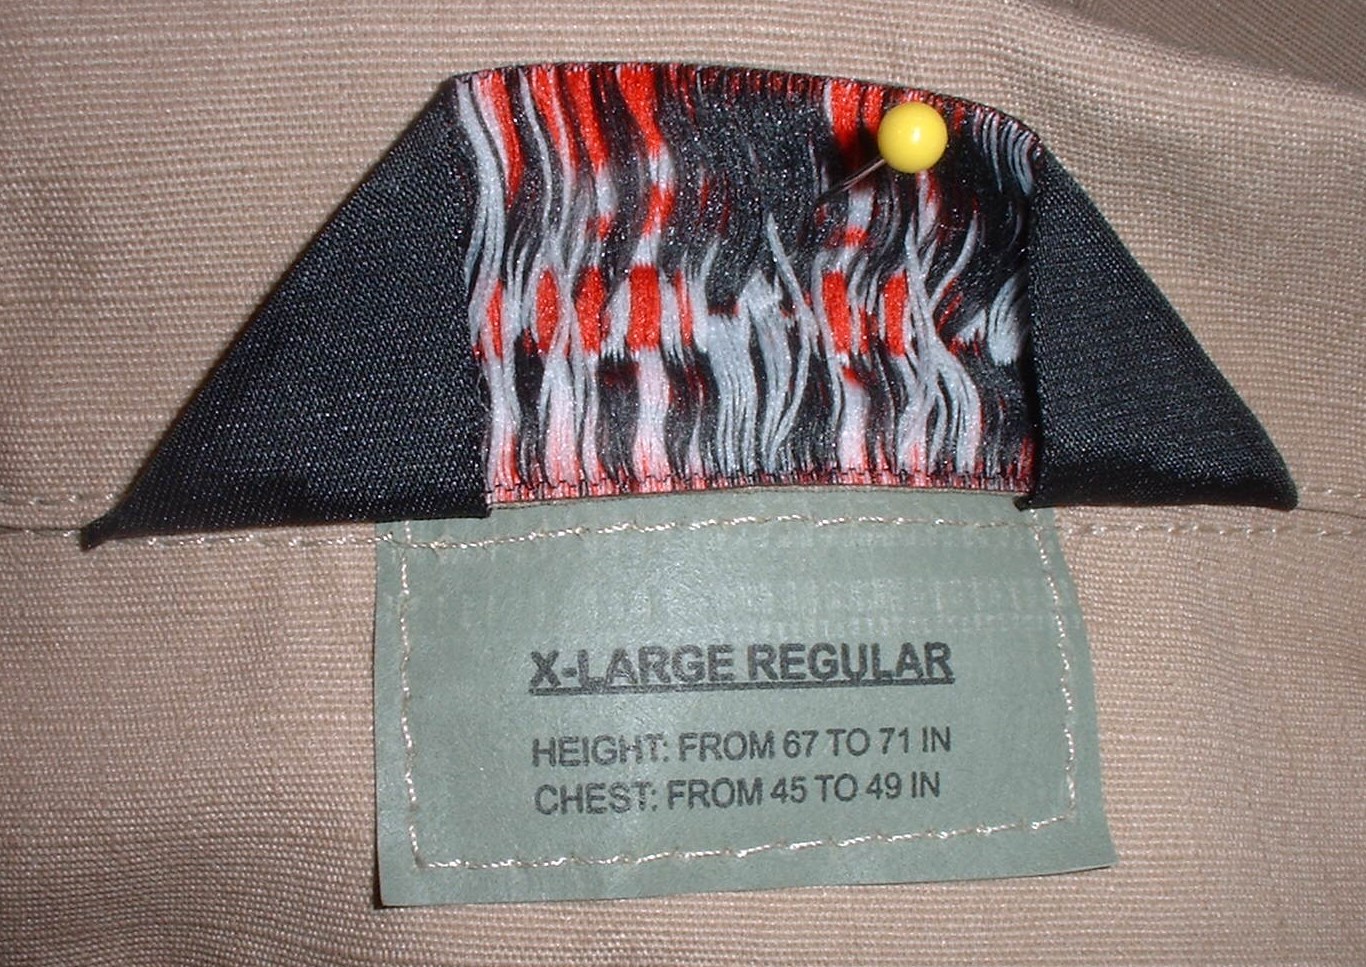 X-LARGE REGULAR
HEIGHT: FROM 67 TO 71 IN
CHEST: FROM 45 TO 49 IN